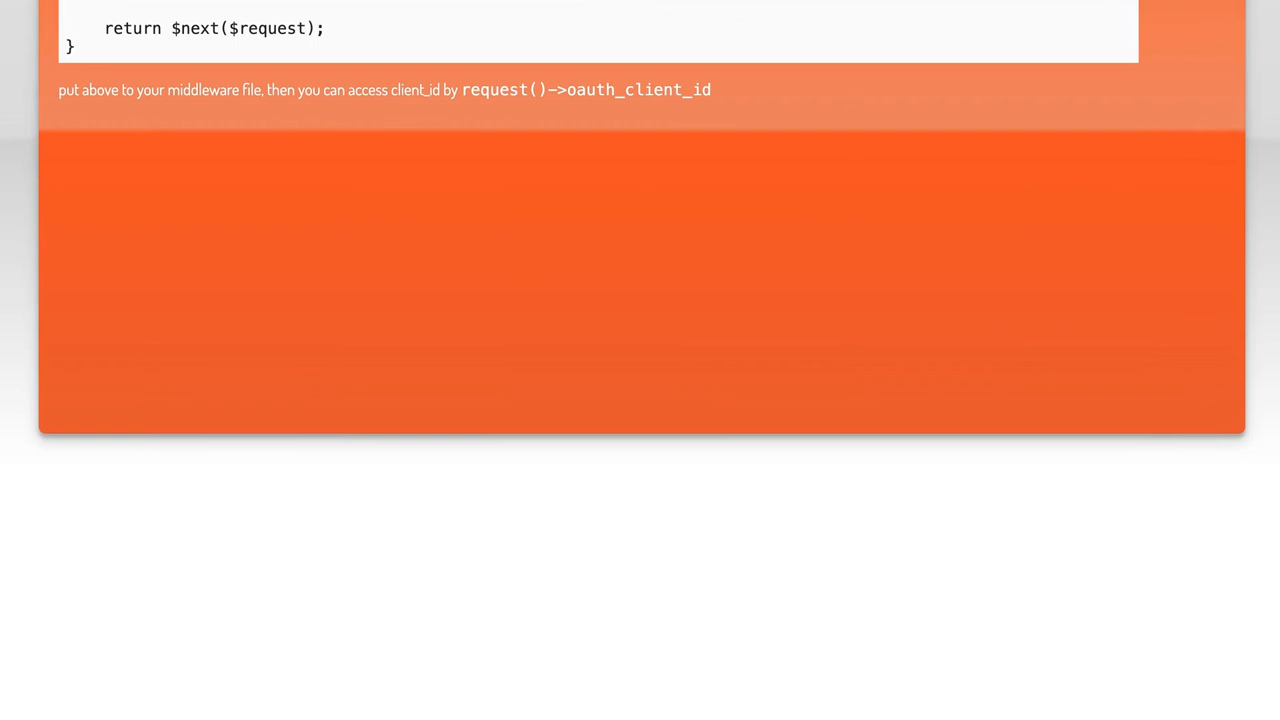 return $next($request);
}
put above to your middleware file, then you can access client_id by request()->oauth_client_id